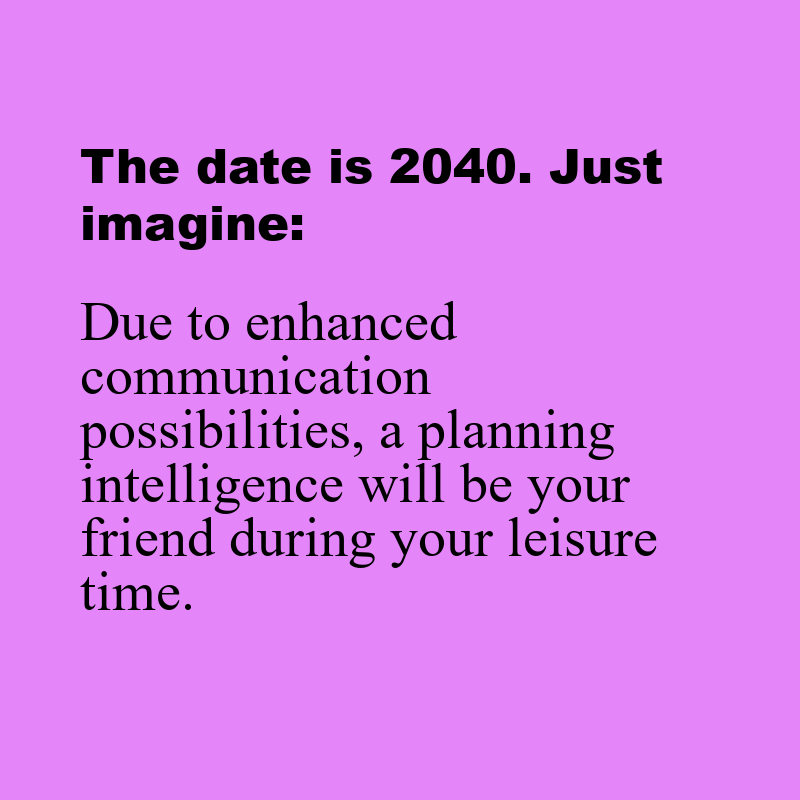 The date is 2040. Just
imagine:
Due to enhanced
communication
possibilities, a planning
intelligence will be your
friend during your leisure
time.